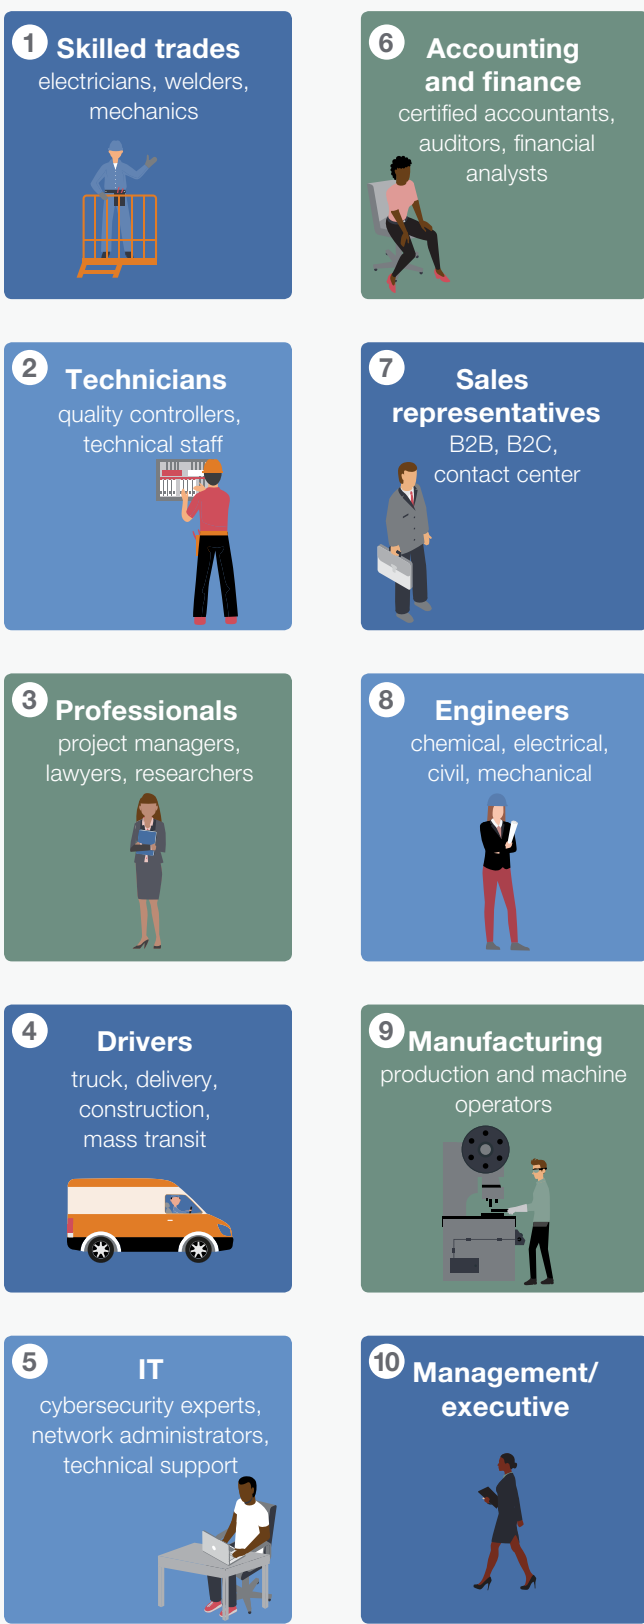 1
Skilled trades
electricians, welders,
mechanics
2
Technicians
quality controllers,
technical staff
3
Professionals
project managers,
lawyers, researchers
4
Drivers
truck, delivery,
construction,
mass transit
5
IT
cybersecurity experts,
network administrators,
technical support
6
Accounting
and finance
certified accountants,
auditors, financial
analysts
7
Sales
representatives
B2B, B2C,
contact center
8
Engineers
chemical, electrical,
civil, mechanical
9
Manufacturing
production and machine
operators
10
Management/
executive